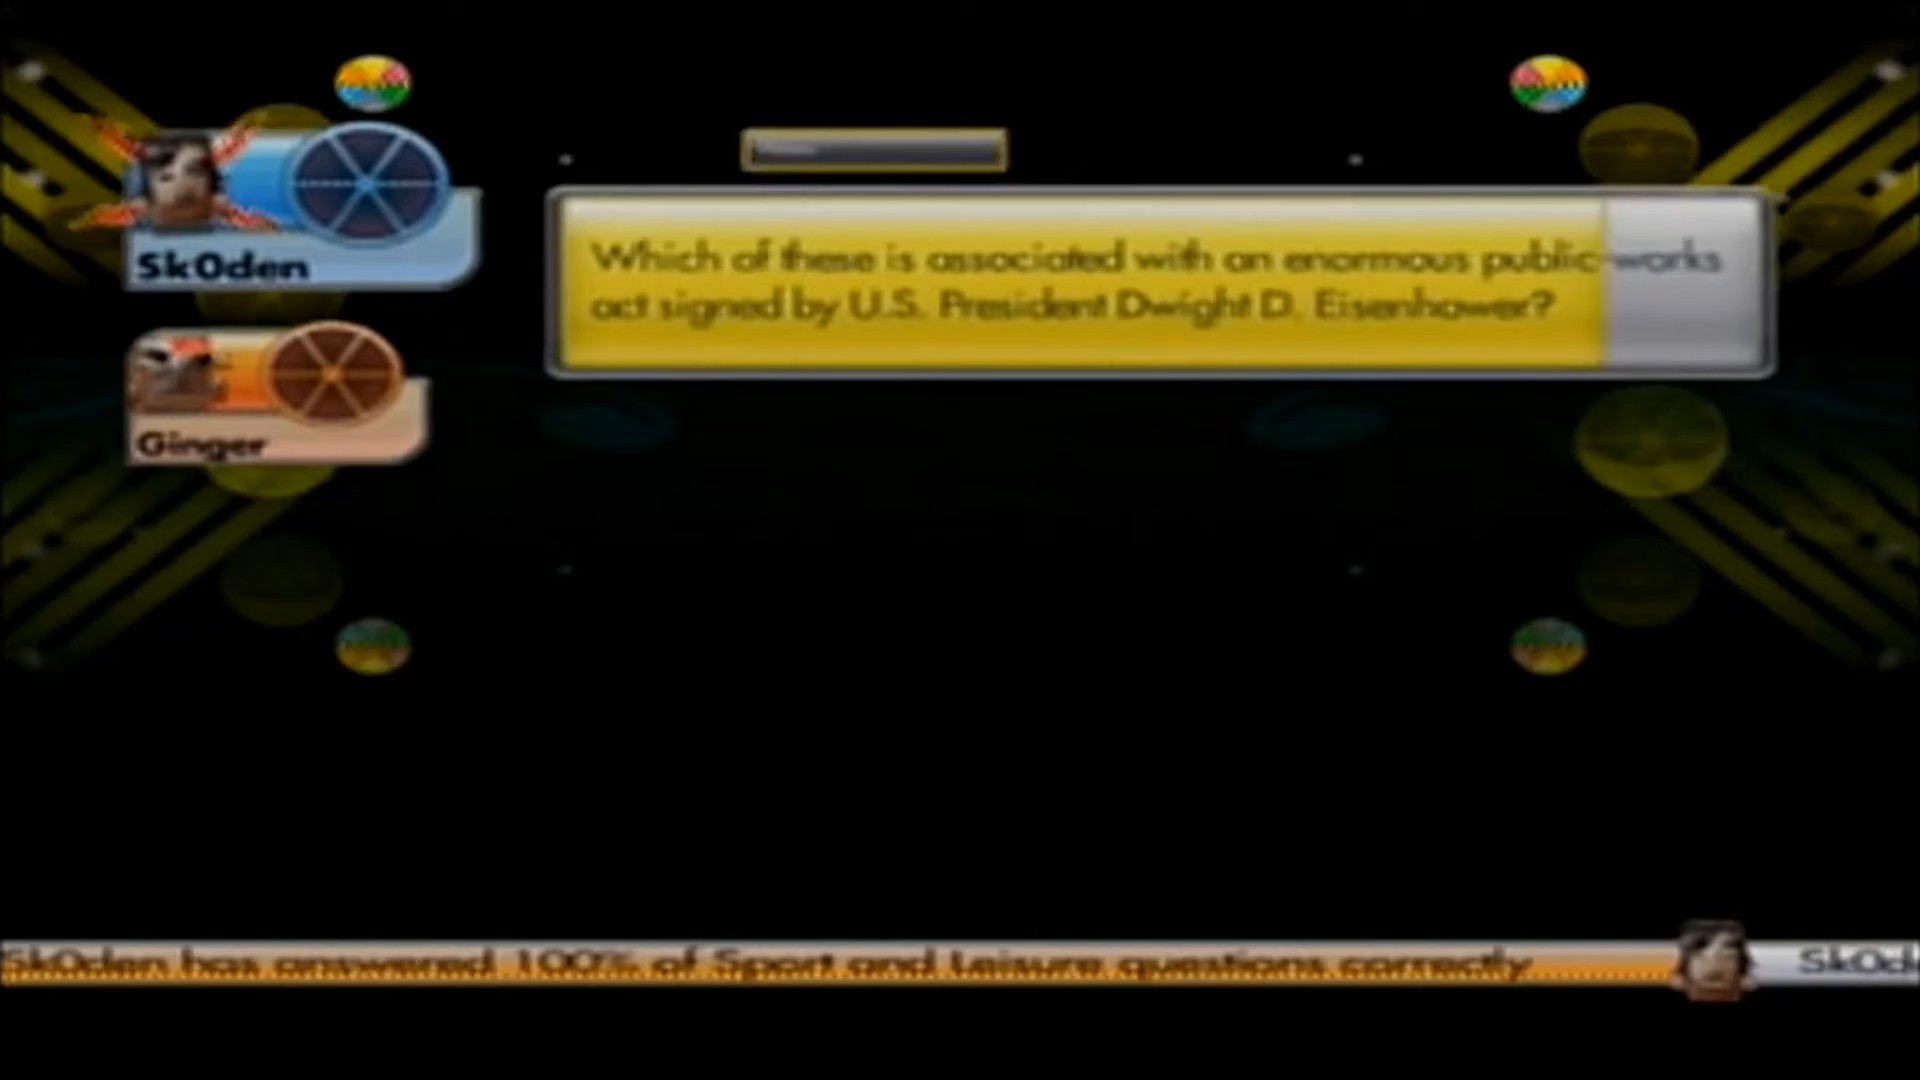 Sk0den
Which of these is associated with an enormous public-works
act signed by U.S. President Dwight D. Eisenhower?
Ginger
Sk0den has answered 100% of Sport and Leisure questions correctly
Sk0d